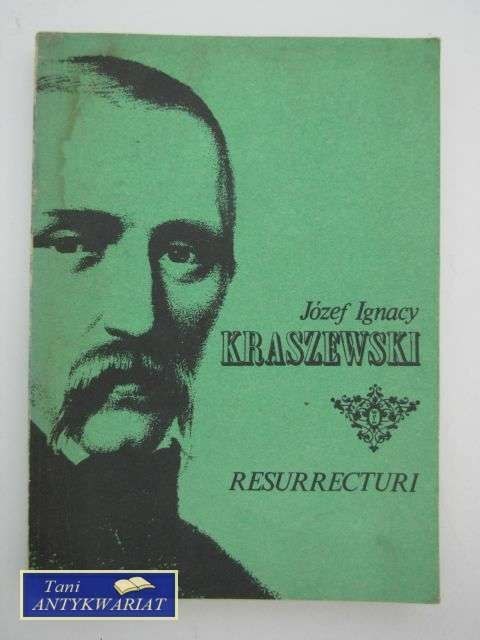 Józef Ignacy
KRASZEWSKI
RESURRECTURI
Tani
ANTYKWARIAT